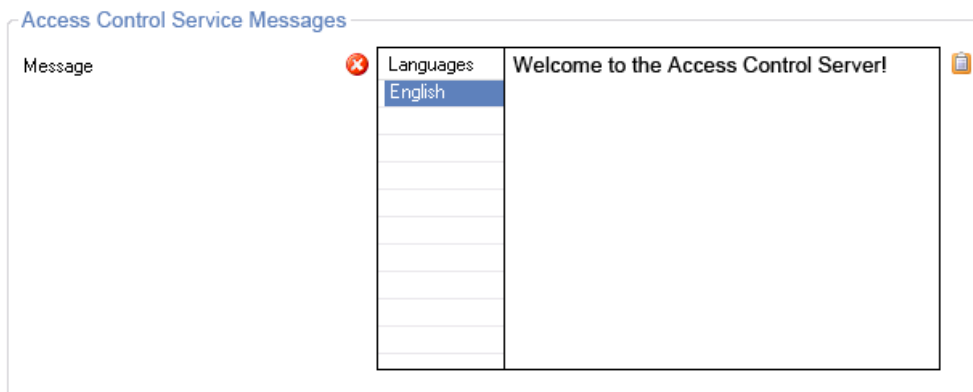 Access Control Service Messages
Message
Languages
Welcome to the Access Control Server!
English